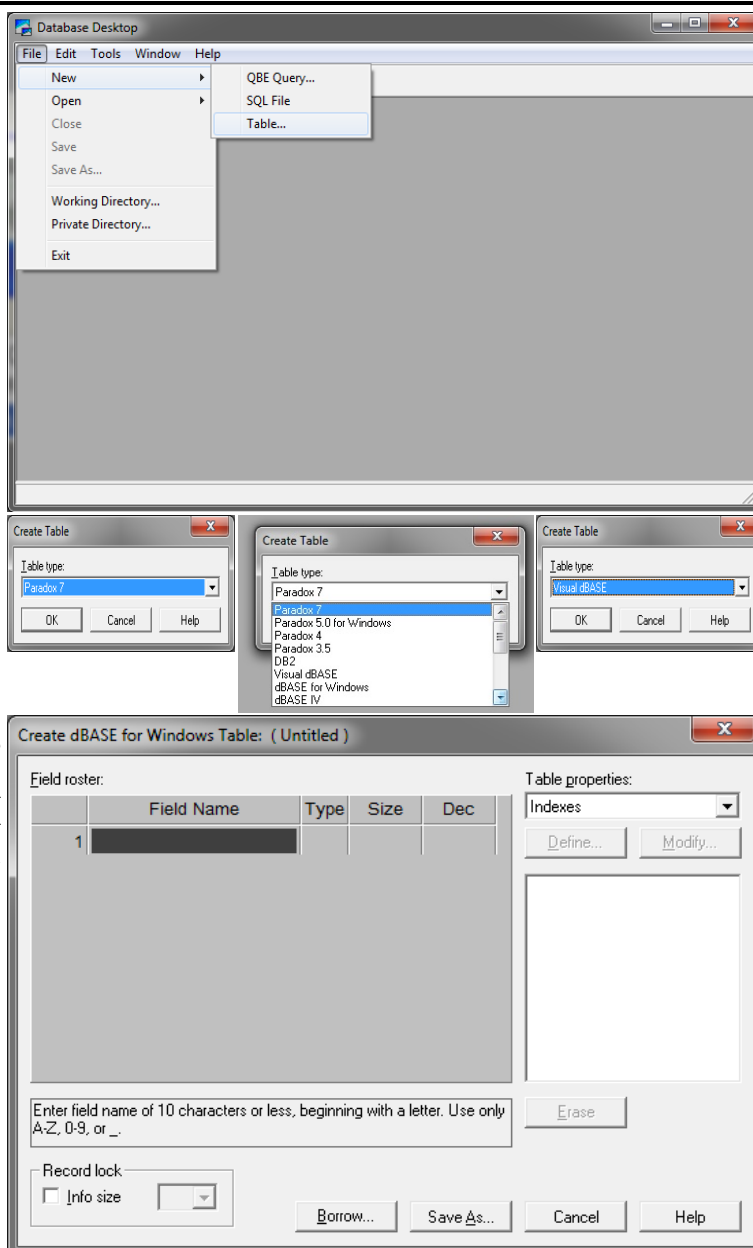 Database Desktop
File Edit Tools Window Help
New
QBE Query...
Open
SQL File
Close
Table...
Save
Save As...
Working Directory...
Private Directory...
Exit
Create Table
Table type:
Paradox 7
OK Cancel Help
Create Table
Table type:
Paradox 7
Paradox 7
Paradox 5.0 for Windows
Paradox 4
Paradox 3.5
DB2
Visual dBASE
dBASE for Windows
dBASE IV
Create Table
Table type:
Visual dBASE
OK Cancel Help
Create dBASE for Windows Table: ( Untitled )
Field roster:
Table properties:
Field Name Type Size Dec
Indexes
1
Define... Modify...
Enter field name of 10 characters or less, beginning with a letter. Use only
A-Z, 0-9, or _.
Erase
Record lock
Info size
Borrow... Save As... Cancel Help